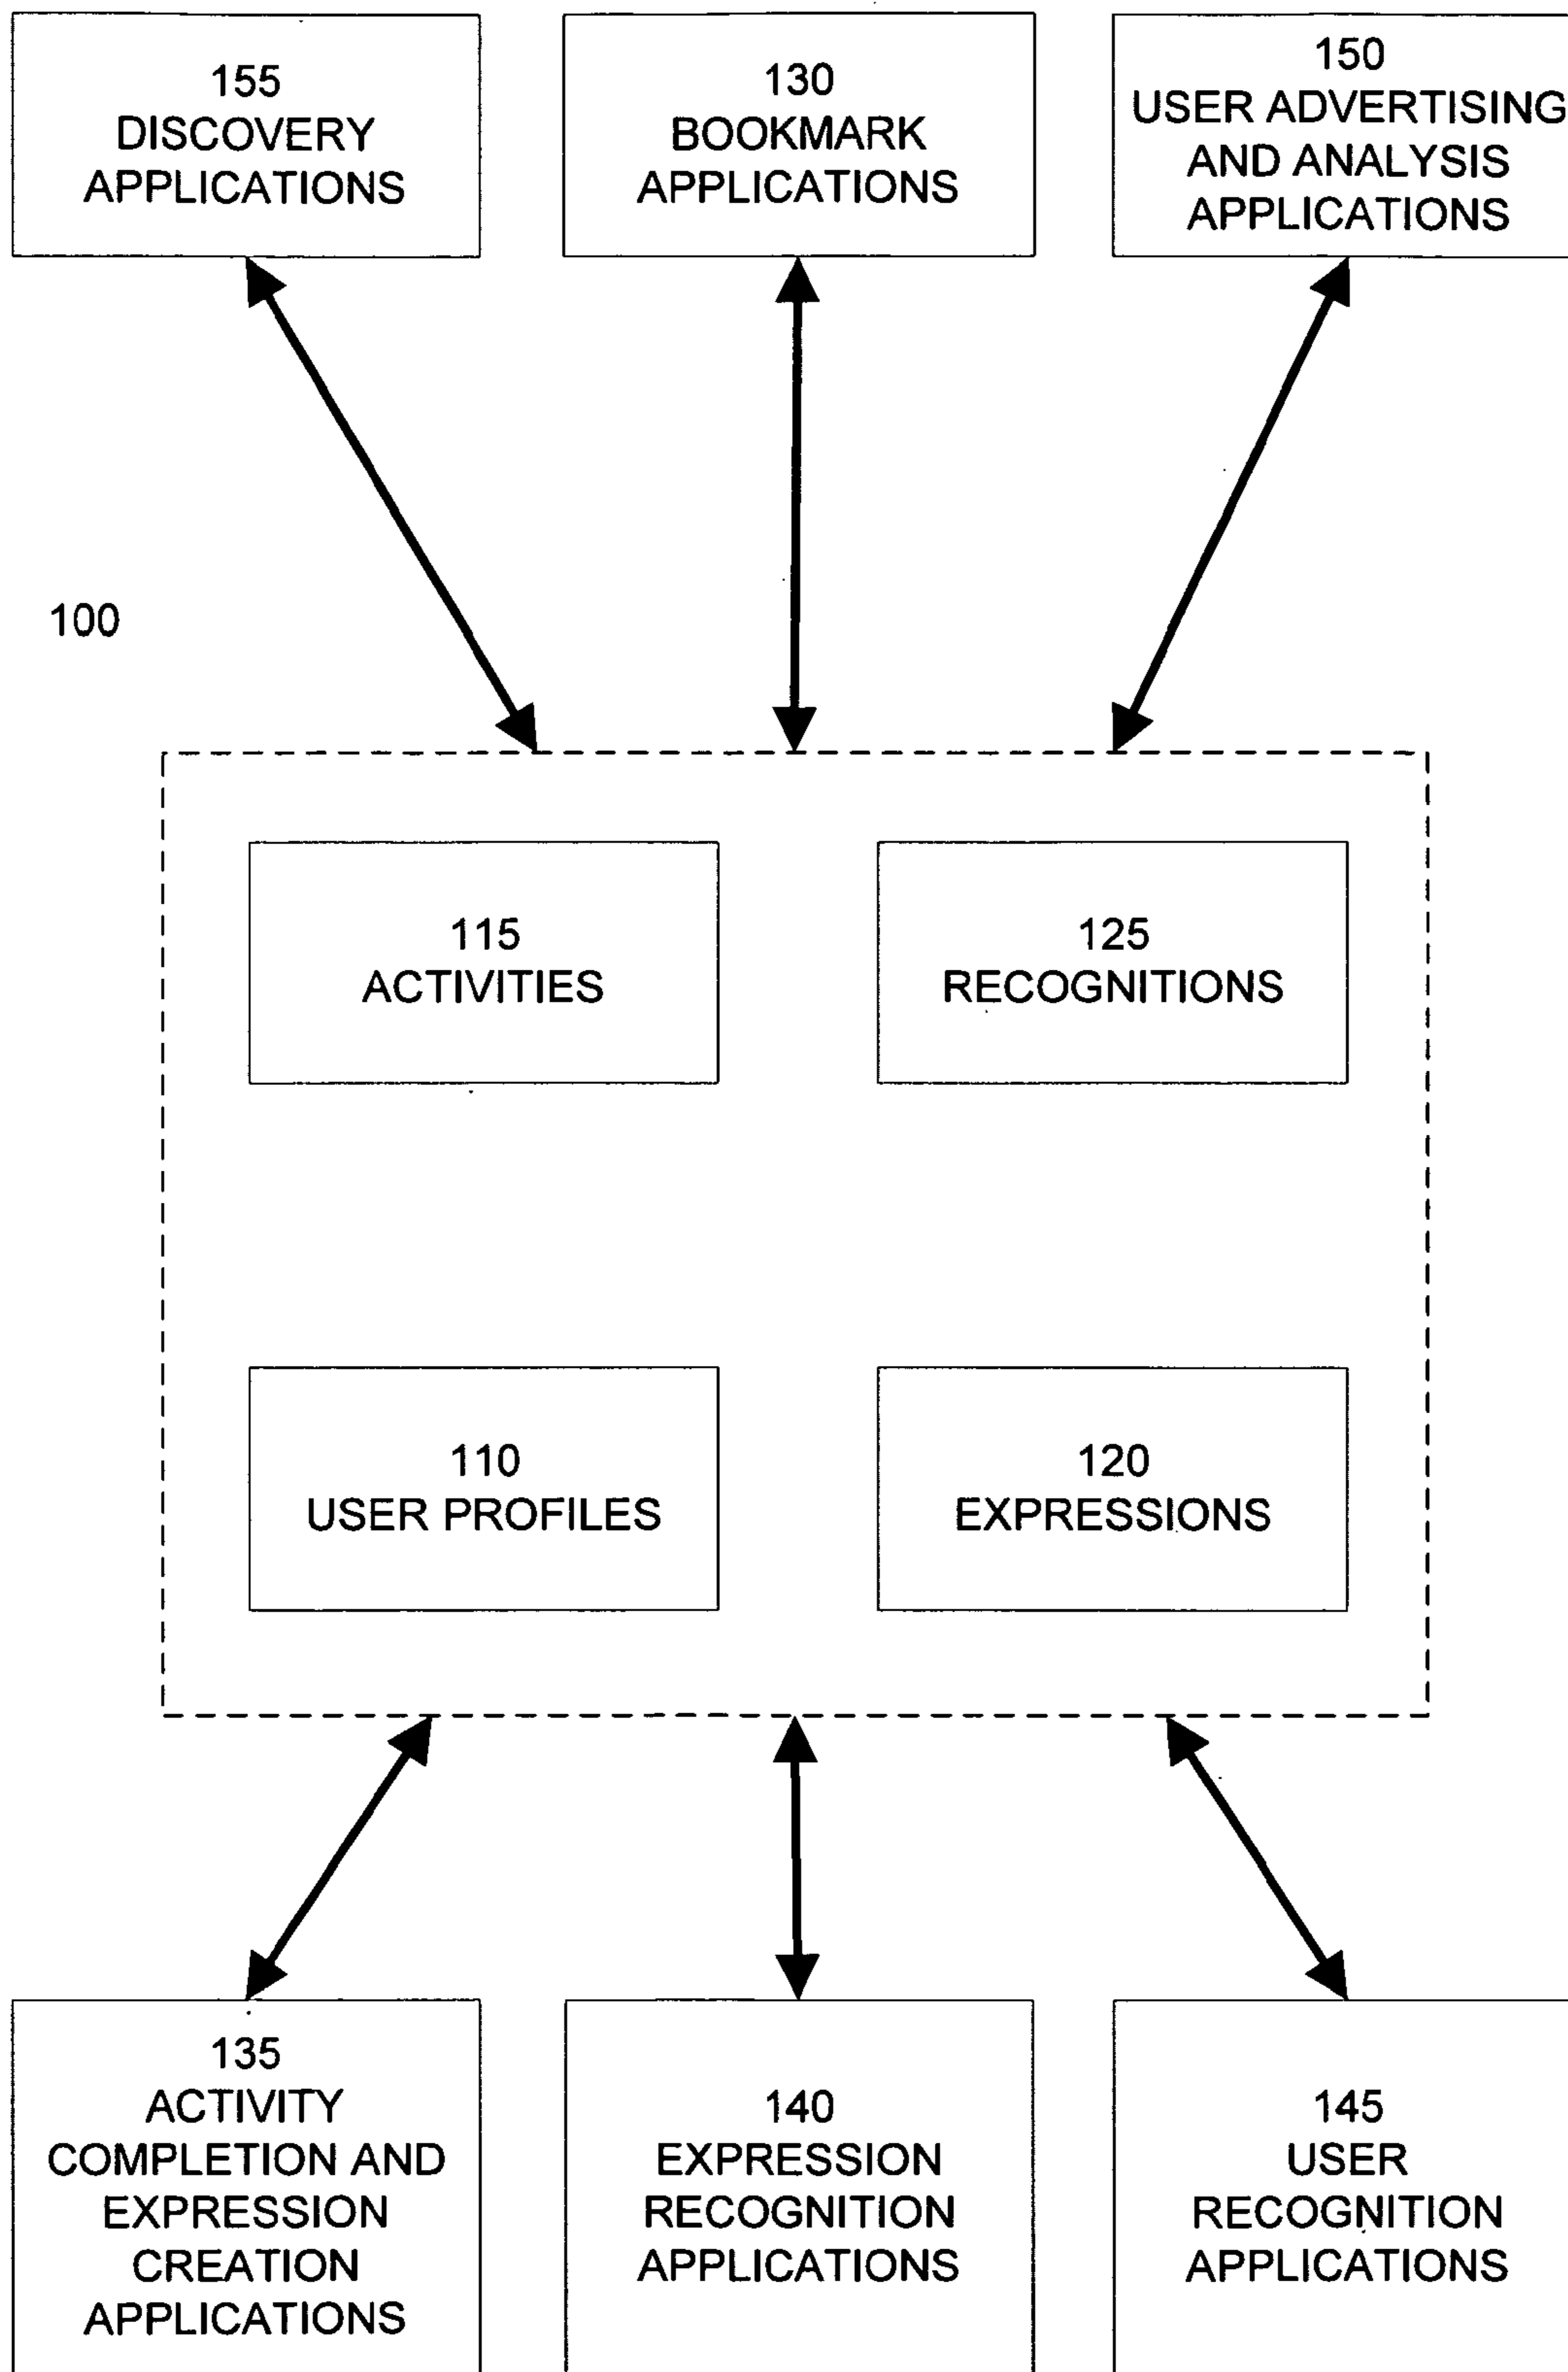 155
DISCOVERY
APPLICATIONS
130
BOOKMARK
APPLICATIONS
150
USER ADVERTISING
AND ANALYSIS
APPLICATIONS
100
115
ACTIVITIES
125
RECOGNITIONS
110
USER PROFILES
120
EXPRESSIONS
135
ACTIVITY
COMPLETION AND
EXPRESSION
CREATION
APPLICATIONS
140
EXPRESSION
RECOGNITION
APPLICATIONS
145
USER
RECOGNITION
APPLICATIONS